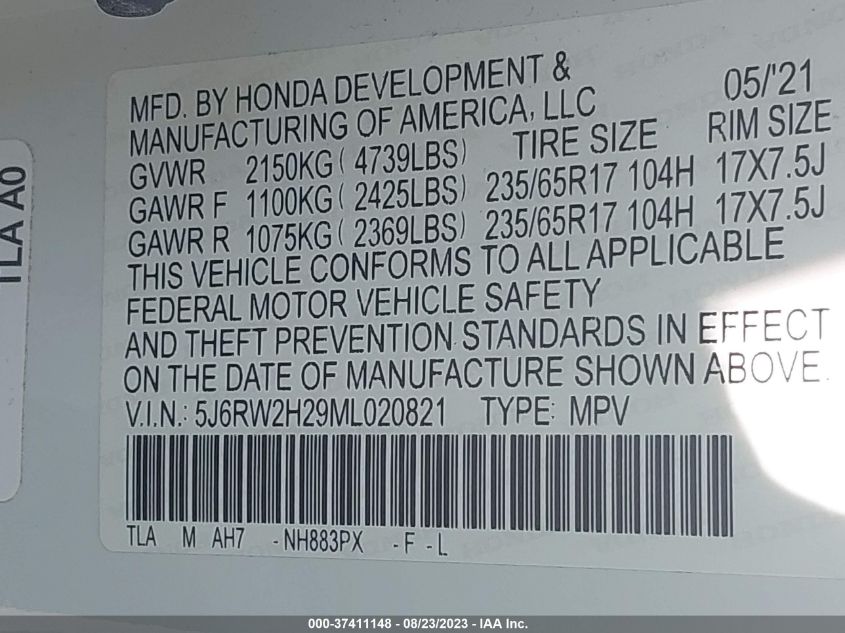 MFD. BY HONDA DEVELOPMENT & 05/'21
MANUFACTURING OF AMERICA, LLC
GVWR 2150KG ( 4739LBS) TIRE SIZE RIM SIZE
GAWR F 1100KG ( 2425LBS) 235/65R17 104H 17X7.5J
GAWR R 1075KG ( 2369LBS) 235/65R17 104H 17X7.5J
THIS VEHICLE CONFORMS TO ALL APPLICABLE
FEDERAL MOTOR VEHICLE SAFETY
AND THEFT PREVENTION STANDARDS IN EFFECT
ON THE DATE OF MANUFACTURE SHOWN ABOVE.
V.I.N.: 5J6RW2H29ML020821 TYPE: MPV
TLA M AH7 -NH883PX -F -L
TLA A0
000-37411148 - 08/23/2023 - IAA Inc.